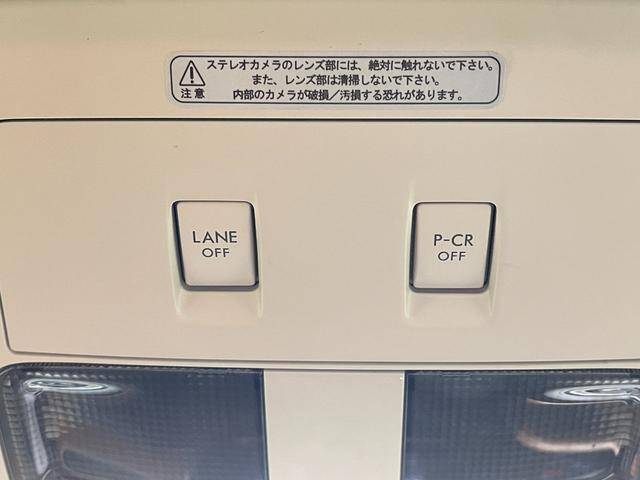 ステレオカメラのレンズ部には、絶対に触れないで下さい。
また、レンズ部は清掃しないで下さい。
注意
内部のカメラが破損／汚損する恐れがあります。
LANE
OFF
P-CR
OFF